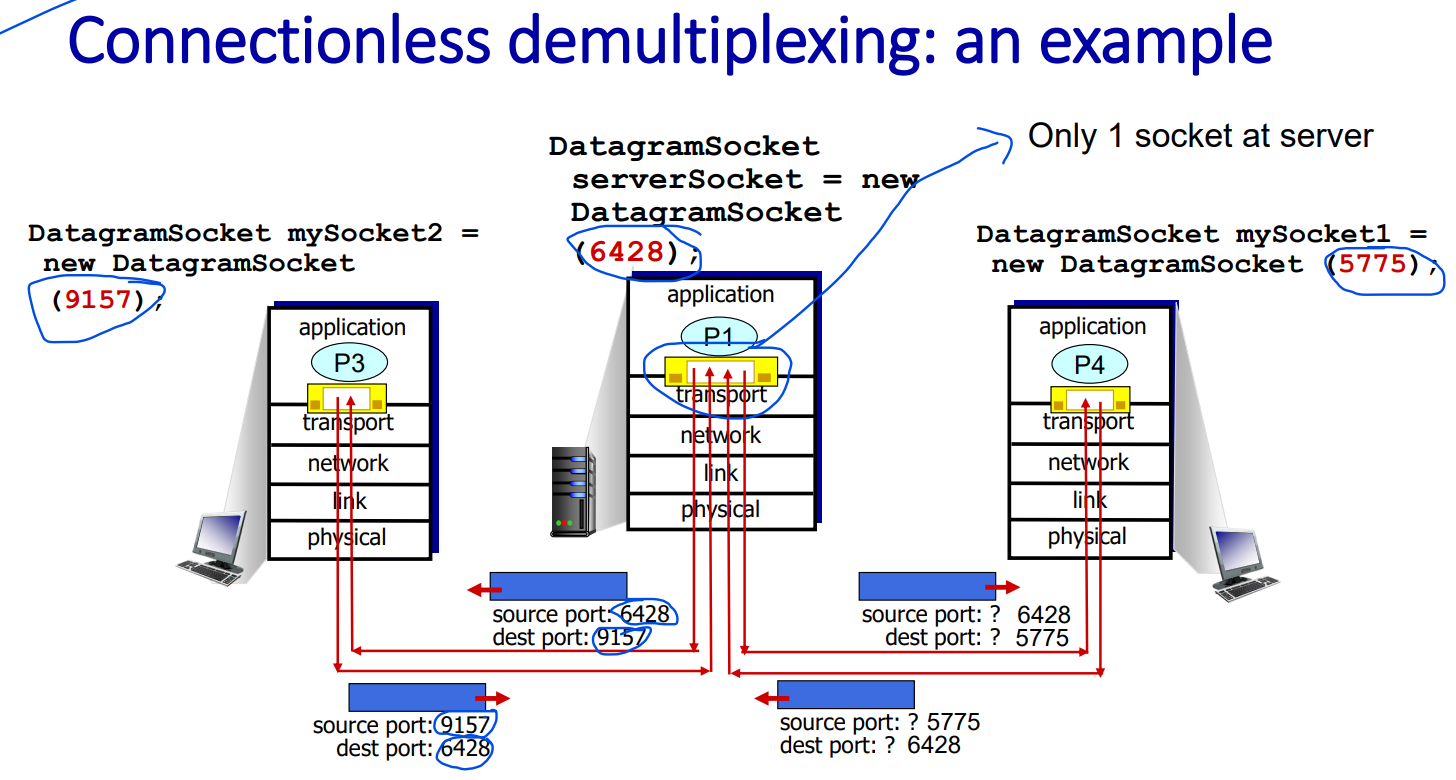 Connectionless demultiplexing: an example
Only 1 socket at server
DatagramSocket
serverSocket = new
DatagramSocket
(6428);
DatagramSocket mySocket2 =
new DatagramSocket
(9157);
DatagramSocket mySocket1 =
new DatagramSocket (5775);
application
P3
transport
network
link
physical
application
P1
transport
network
link
physical
application
P4
transport
network
link
physical
source port: 6428
dest port: 9157
source port: ? 6428
dest port: ? 5775
source port: 9157
dest port: 6428
source port: ? 5775
dest port: ? 6428